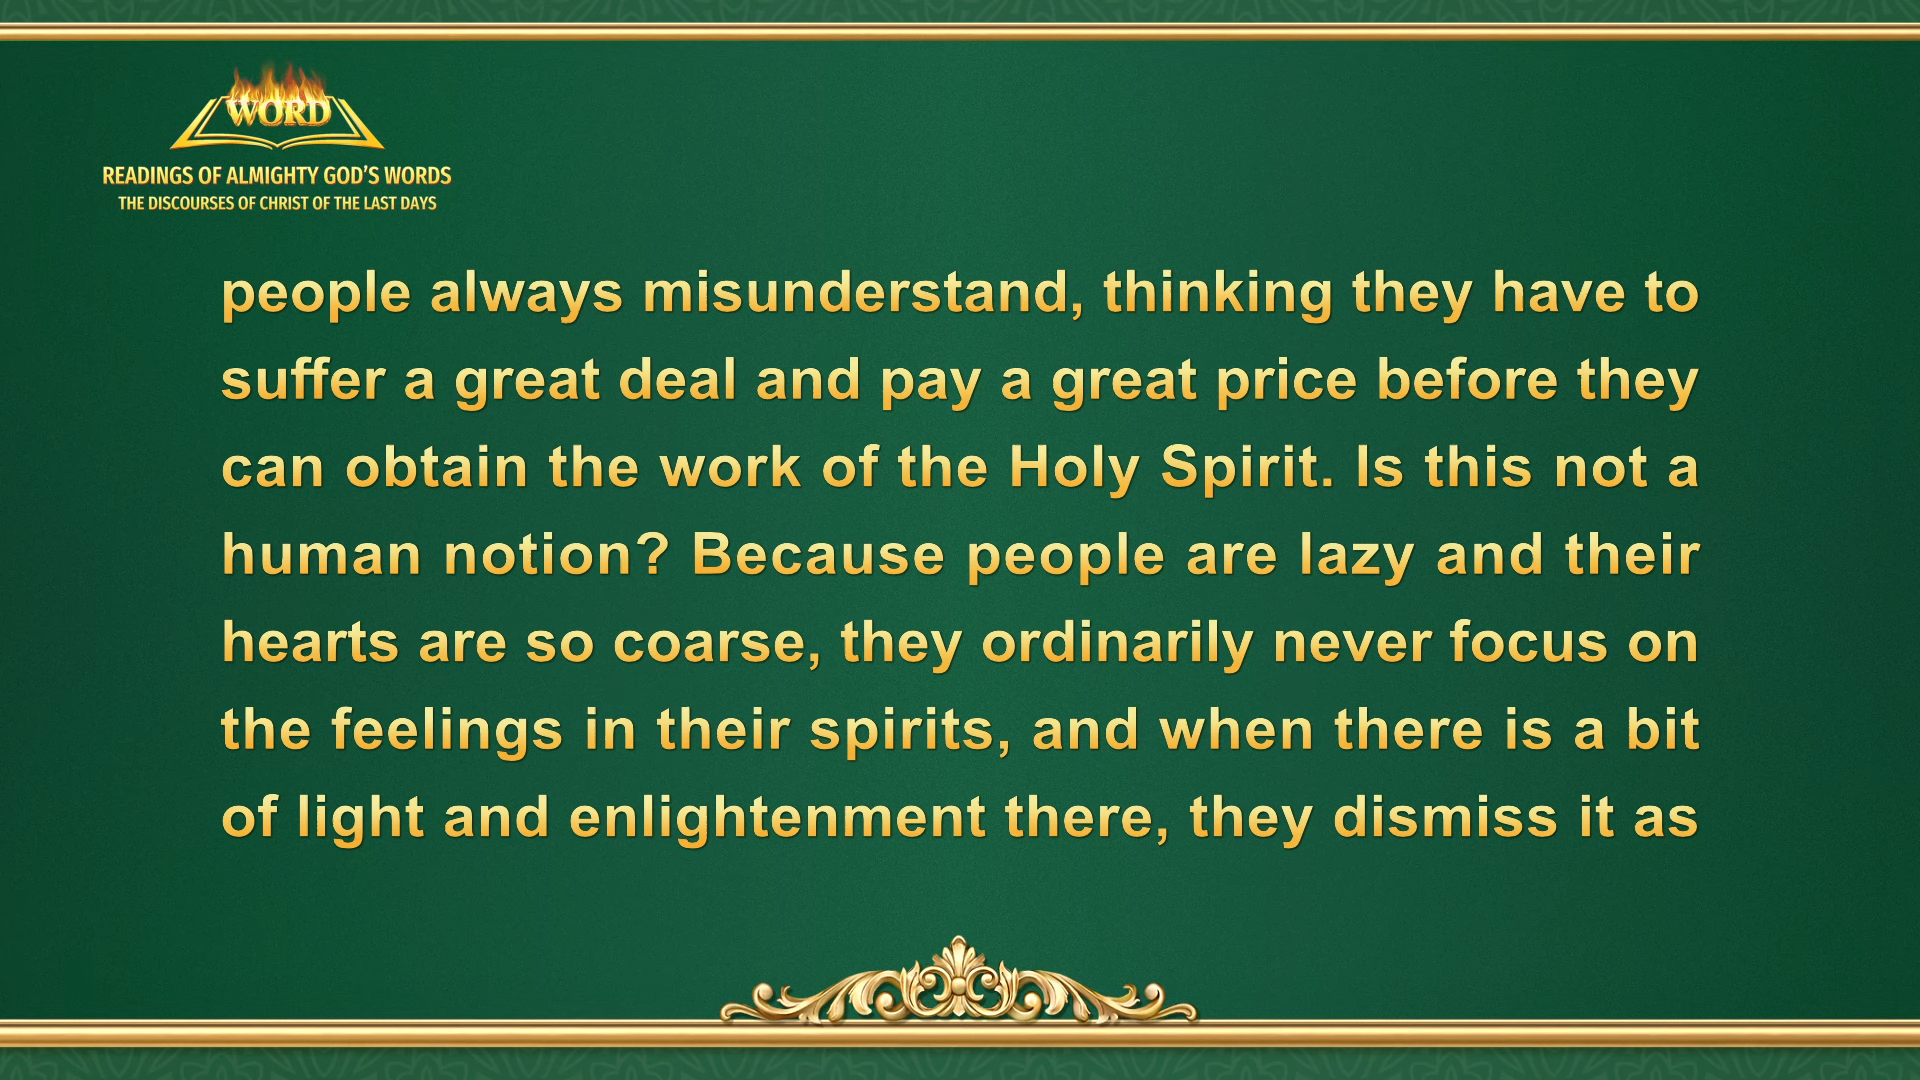 WORD
READINGS OF ALMIGHTY GOD'S WORDS
THE DISCOURSES OF CHRIST OF THE LAST DAYS
people always misunderstand, thinking they have to
suffer a great deal and pay a great price before they
can obtain the work of the Holy Spirit. Is this not a
human notion? Because people are lazy and their
hearts are so coarse, they ordinarily never focus on
the feelings in their spirits, and when there is a bit
of light and enlightenment there, they dismiss it as